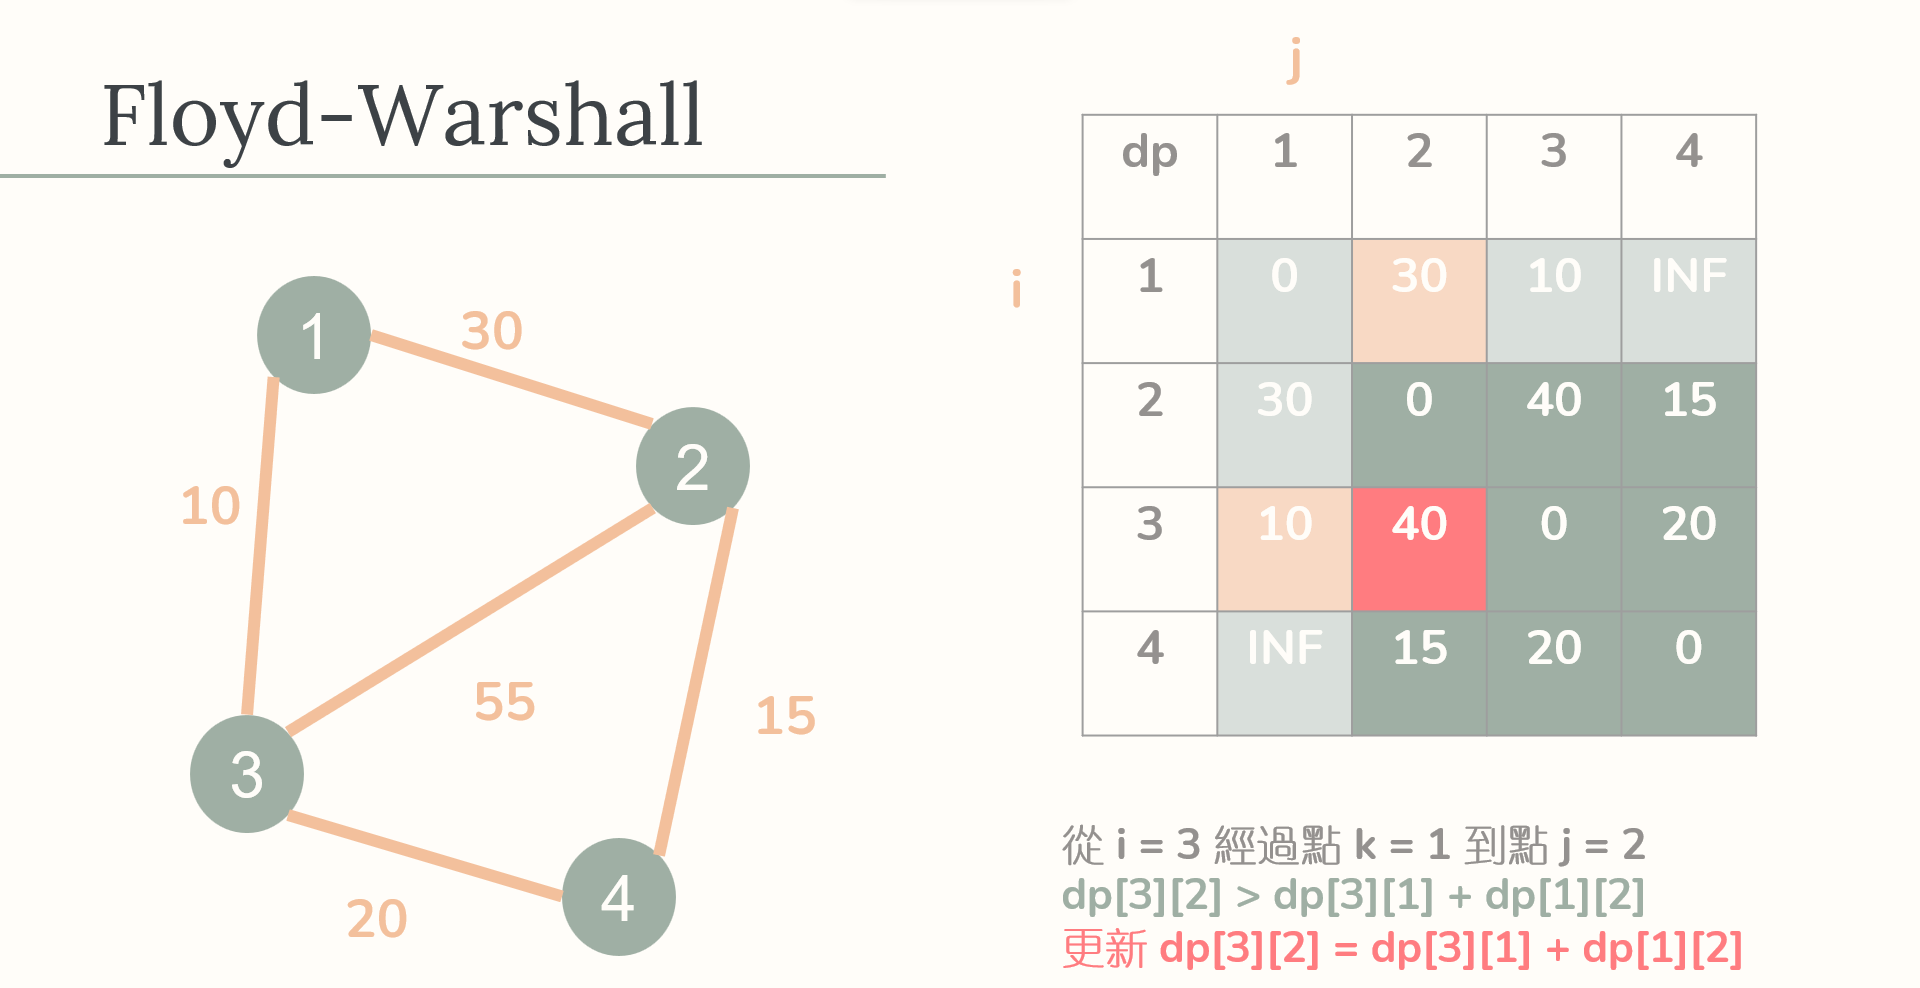 Floyd-Warshall
1
30
2
10
55
15
3
20
4
j
i
dp 1 2 3 4
1 0 30 10 INF
2 30 0 40 15
3 10 40 0 20
4 INF 15 20 0
從 i = 3 經過點 k = 1 到點 j = 2
dp[3][2] > dp[3][1] + dp[1][2]
更新 dp[3][2] = dp[3][1] + dp[1][2]